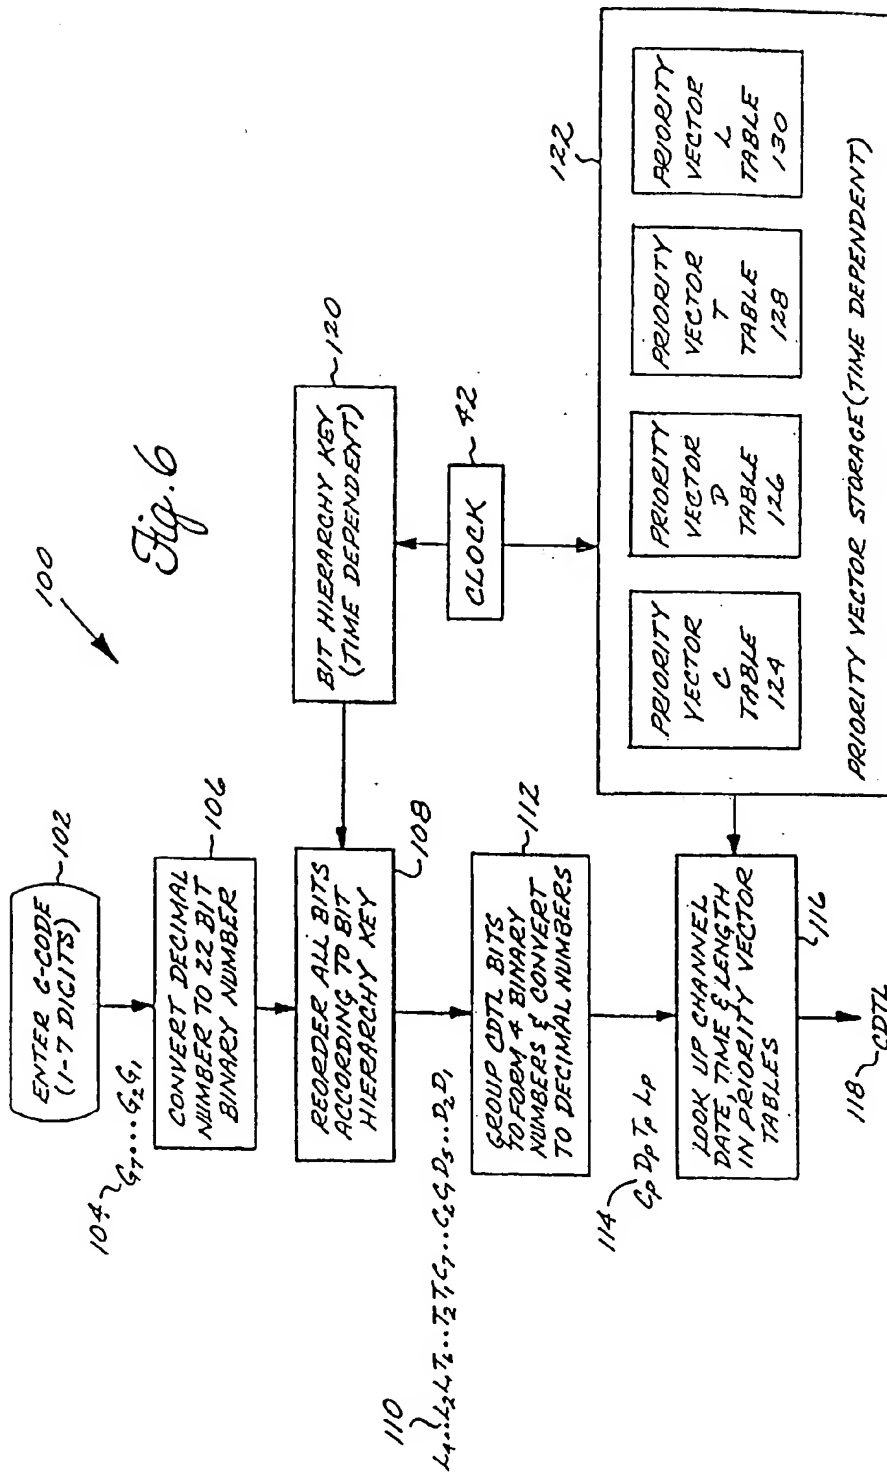 100
Fig. 6
ENTER G-CODE
(1-7 DIGITS)
102
104
G₇...G₂G₁
CONVERT DECIMAL
NUMBER TO 22 BIT
BINARY NUMBER
106
REORDER ALL BITS
ACCORDING TO BIT
HIERARCHY KEY
108
BIT HIERARCHY KEY
(TIME DEPENDENT)
120
CLOCK
42
110
L₄...L₂L₁T₆...T₂T₁C₇...C₂C₁D₅...D₂D₁
GROUP CDTL BITS
TO FORM 4 BINARY
NUMBERS & CONVERT
TO DECIMAL NUMBERS
112
114
CₚDₚTₚLₚ
LOOK UP CHANNEL
DATE, TIME & LENGTH
IN PRIORITY VECTOR
TABLES
116
118
CDTL
122
PRIORITY
VECTOR
C
TABLE
124
PRIORITY
VECTOR
D
TABLE
126
PRIORITY
VECTOR
T
TABLE
128
PRIORITY
VECTOR
L
TABLE
130
PRIORITY VECTOR STORAGE (TIME DEPENDENT)